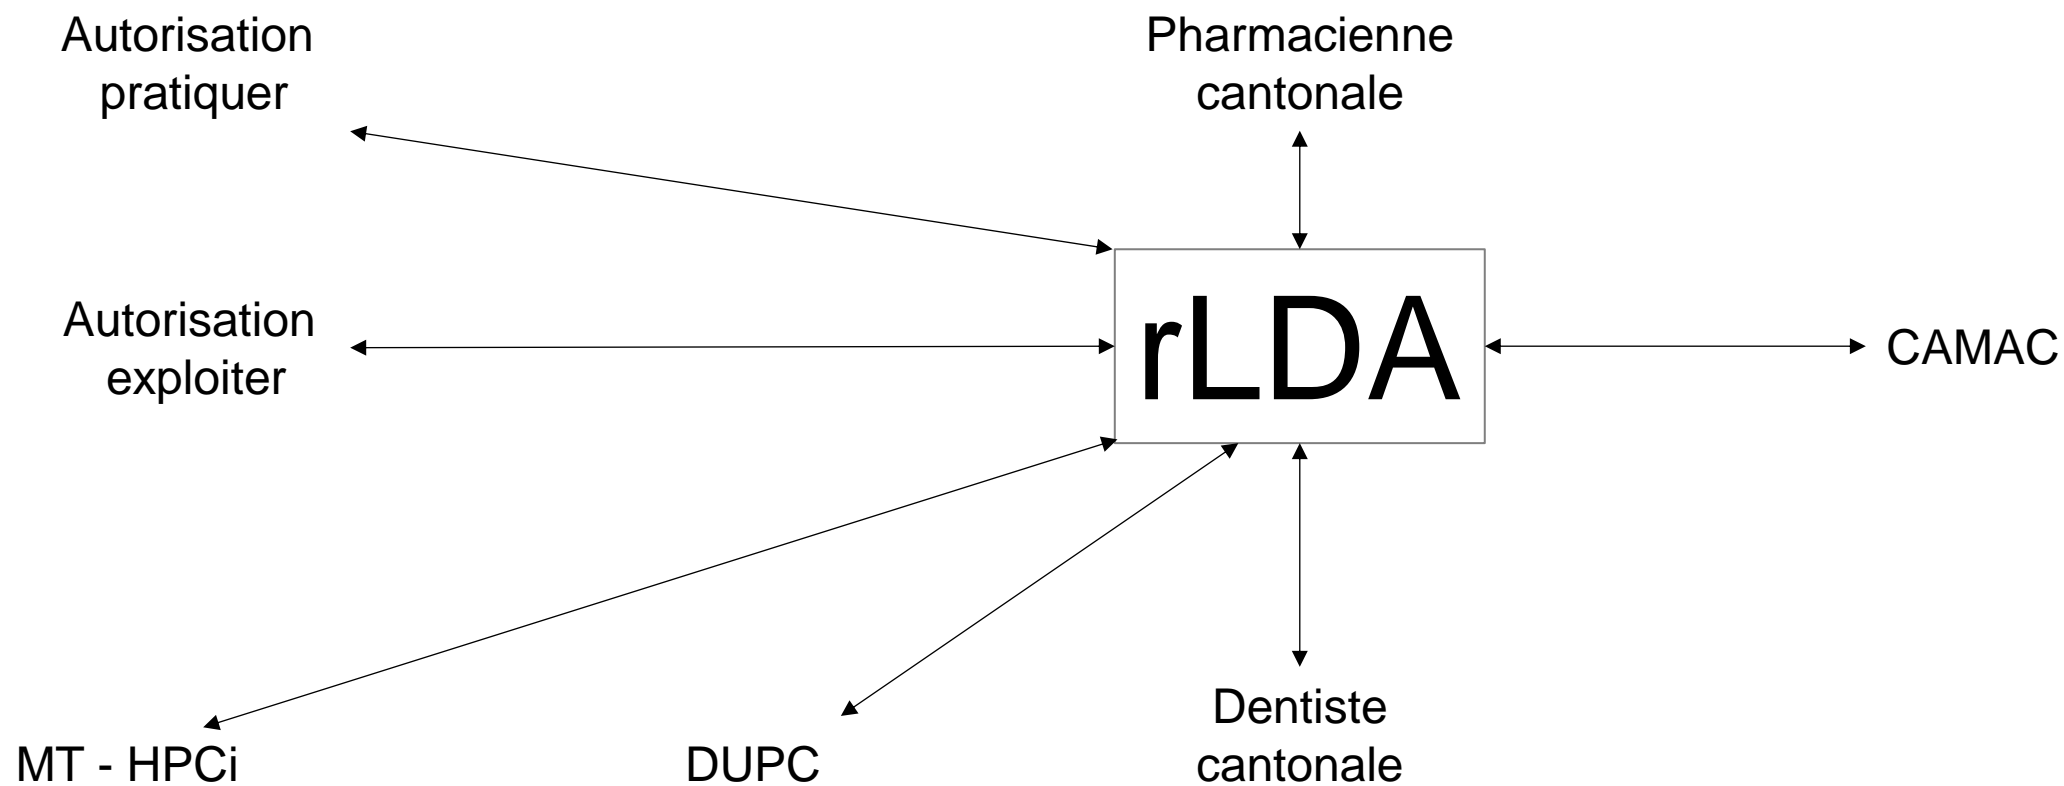 Autorisation
pratiquer
Pharmacienne
cantonale
Autorisation
exploiter
rLDA
CAMAC
MT - HPCi
DUPC
Dentiste
cantonale